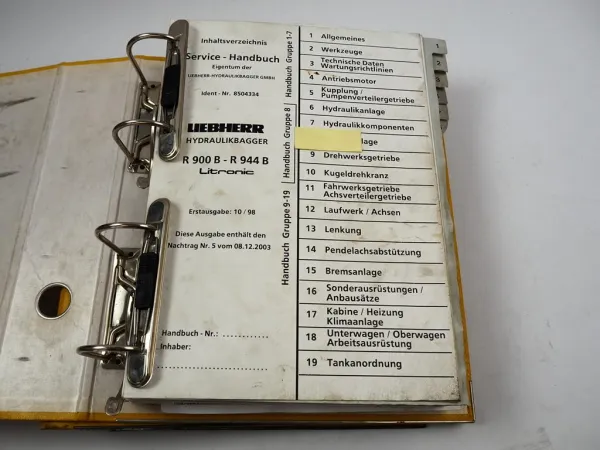 Inhaltsverzeichnis
Service - Handbuch
Eigentum der
LIEBHERR-HYDRAULIKBAGGER GMBH
Ident - Nr. 8504334
LIEBHERR
HYDRAULIKBAGGER
R 900 B - R 944 B
Litronic
Erstausgabe: 10 / 98
Diese Ausgabe enthält den
Nachtrag Nr. 5 vom 08.12.2003
Handbuch - Nr.: ............
Inhaber: ............
Handbuch Gruppe 1-7
Handbuch Gruppe 8
Handbuch Gruppe 9-19
1 Allgemeines
2 Werkzeuge
3 Technische Daten
Wartungsrichtlinien
4 Antriebsmotor
5 Kupplung /
Pumpenverteilergetriebe
6 Hydraulikanlage
7 Hydraulikkomponenten
lage
9 Drehwerksgetriebe
10 Kugeldrehkranz
11 Fahrwerksgetriebe
Achsverteilergetriebe
12 Laufwerk / Achsen
13 Lenkung
14 Pendelachsabstützung
15 Bremsanlage
16 Sonderausrüstungen /
Anbausätze
17 Kabine / Heizung
Klimaanlage
18 Unterwagen / Oberwagen
Arbeitsausrüstung
19 Tankanordnung
1
2